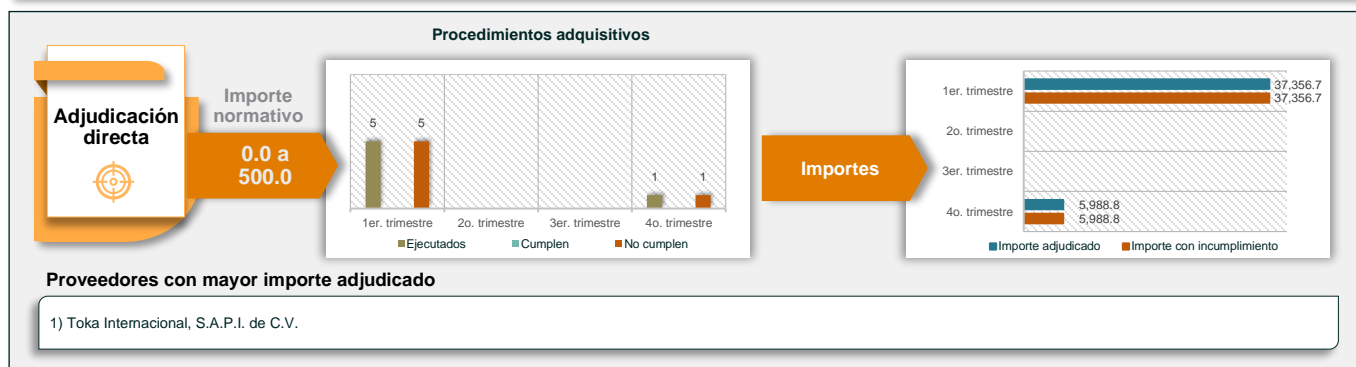 Procedimientos adquisitivos
Adjudicación
directa
Importe
normativo
0.0 a
500.0
5
5
1
1
1er. trimestre
2o. trimestre
3er. trimestre
4o. trimestre
Ejecutados
Cumplen
No cumplen
Importes
1er. trimestre
37,356.7
37,356.7
2o. trimestre
3er. trimestre
4o. trimestre
5,988.8
5,988.8
Importe adjudicado
Importe con incumplimiento
Proveedores con mayor importe adjudicado
1) Toka Internacional, S.A.P.I. de C.V.